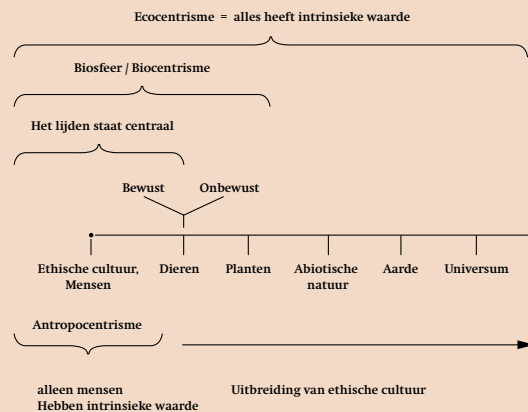 Ecocentrisme = alles heeft intrinsieke waarde
Biosfeer / Biocentrisme
Het lijden staat centraal
Bewust Onbewust
Ethische cultuur, Dieren Planten Abiotische Aarde Universum
Mensen natuur
Antropocentrisme
alleen mensen Uitbreiding van ethische cultuur
Hebben intrinsieke waarde